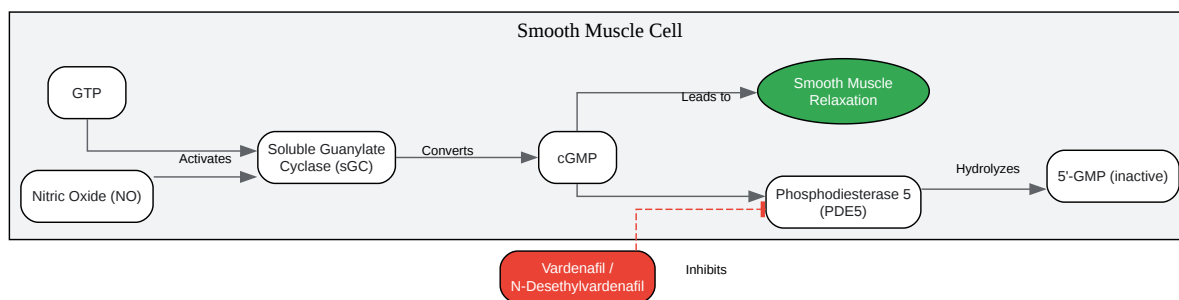 Smooth Muscle Cell
GTP
Nitric Oxide (NO)
Activates
Soluble Guanylate
Cyclase (sGC)
Converts
cGMP
Leads to
Smooth Muscle
Relaxation
Phosphodiesterase 5
(PDE5)
Hydrolyzes
5'-GMP (inactive)
Vardenafil /
N-Desethylvardenafil
Inhibits